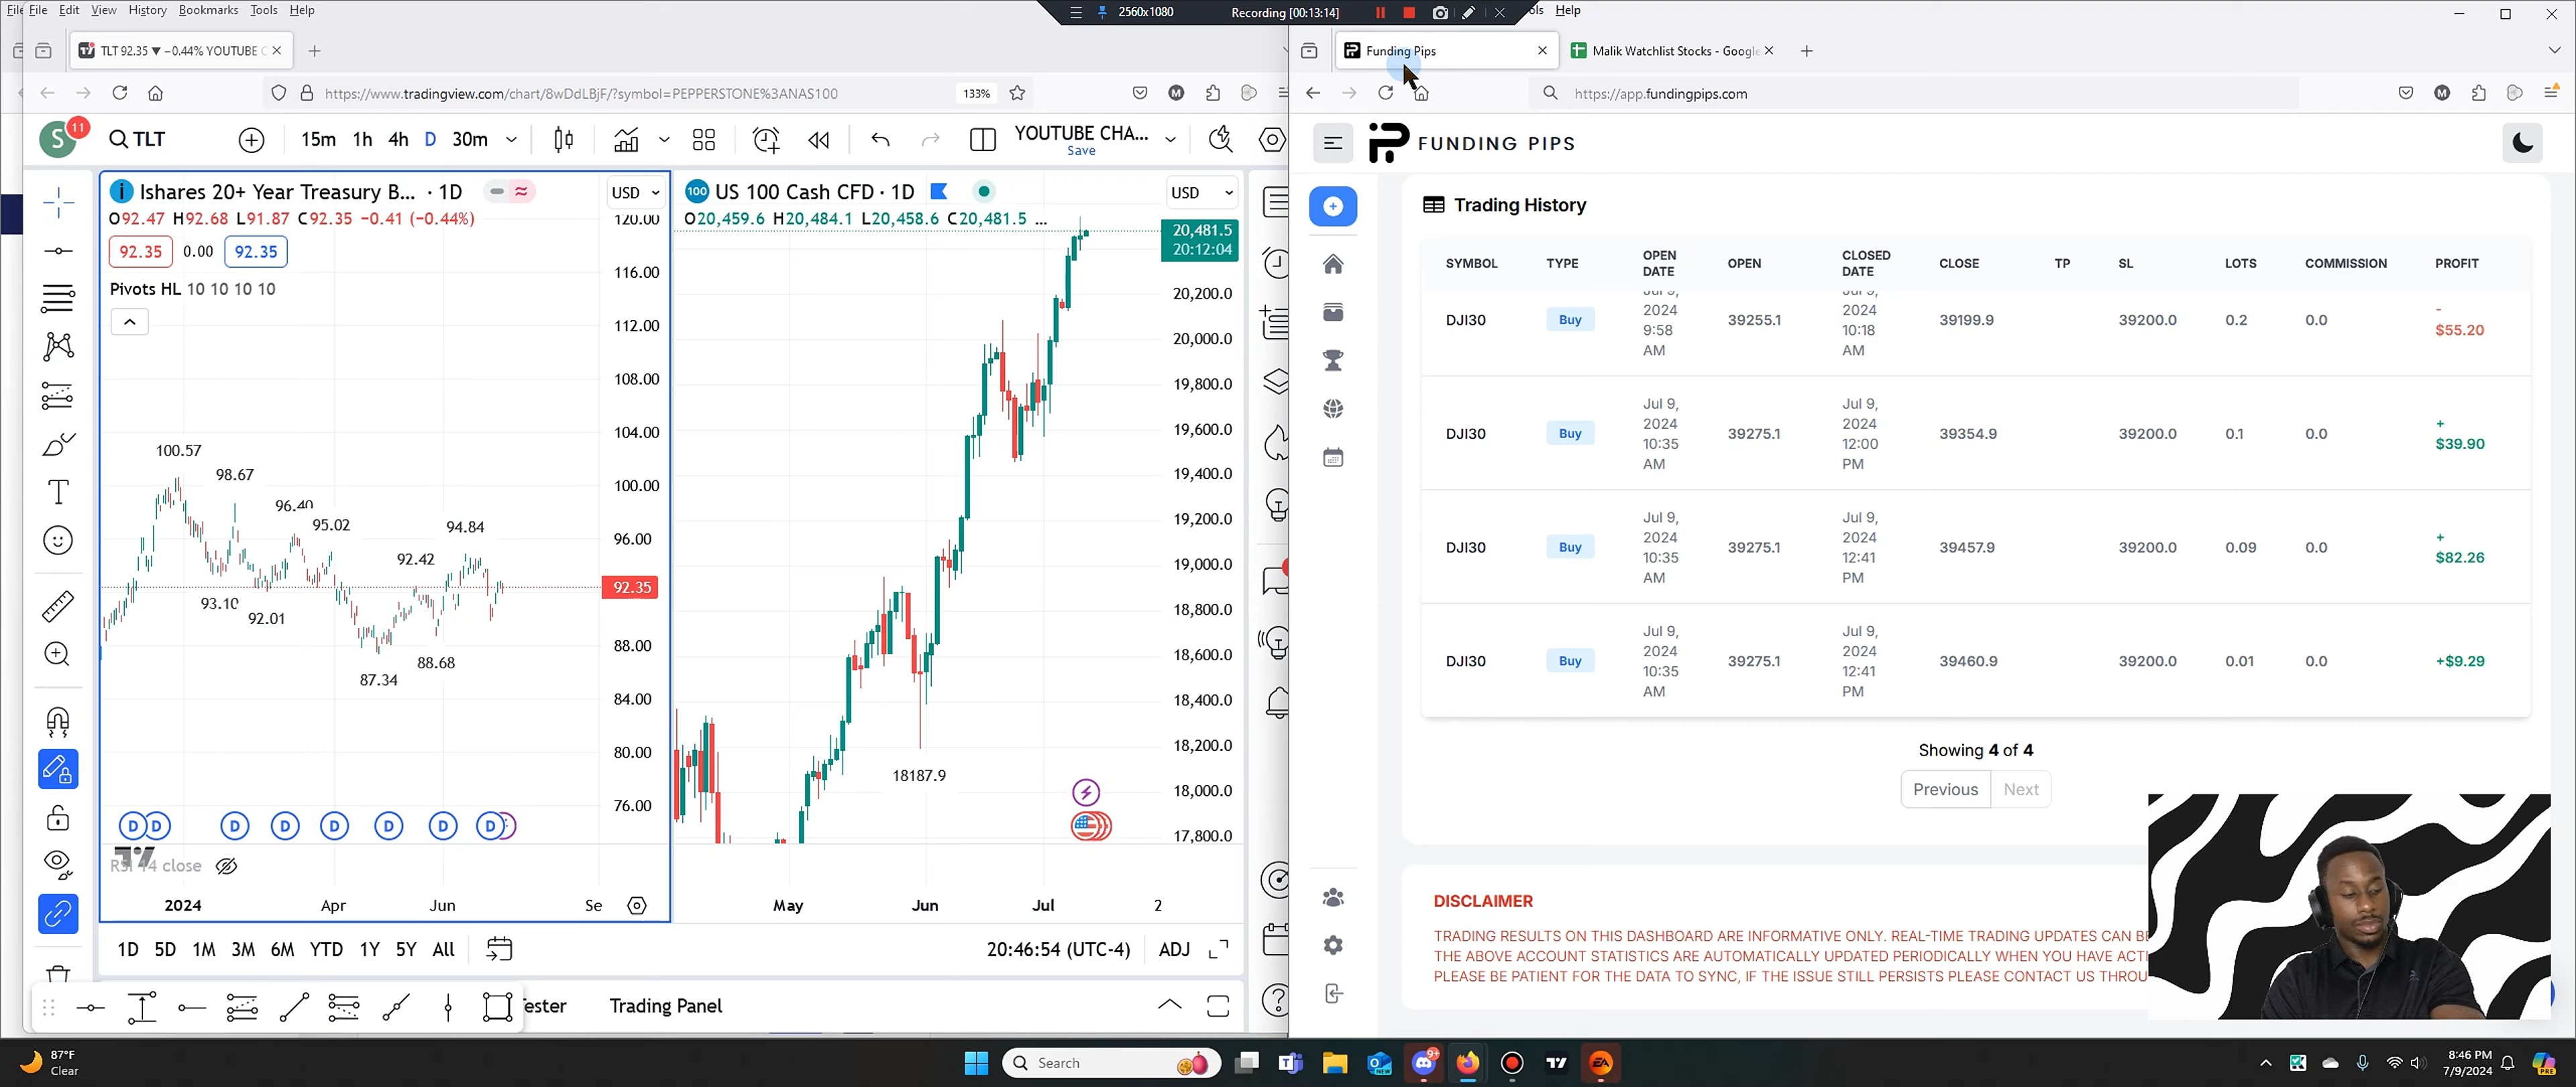 File File Edit View History Bookmarks Tools Help
2560x1080 Recording [00:13:14]
ols Help
TLT 92.35 ▼ −0.44% YOUTUBE C
Funding Pips
Malik Watchlist Stocks - Google
https://www.tradingview.com/chart/8wDdLBjF/?symbol=PEPPERSTONE%3ANAS100
133%
https://app.fundingpips.com
S 11
TLT
15m 1h 4h D 30m
YOUTUBE CHA...
Save
FUNDING PIPS
Ishares 20+ Year Treasury B... · 1D
USD
O92.47 H92.68 L91.87 C92.35 −0.41 (−0.44%)
92.35 0.00 92.35
Pivots HL 10 10 10 10
120.00
116.00
112.00
108.00
104.00
100.00
96.00
92.35
88.00
84.00
80.00
76.00
100.57
98.67
96.40
95.02
94.84
92.42
93.10
92.01
88.68
87.34
D D D D D D D D
RSI 14 close
2024 Apr Jun Se
100 US 100 Cash CFD · 1D
USD
O20,459.6 H20,484.1 L20,458.6 C20,481.5 ...
20,481.5
20:12:04
20,200.0
20,000.0
19,800.0
19,600.0
19,400.0
19,200.0
19,000.0
18,800.0
18,600.0
18,400.0
18,200.0
18,000.0
17,800.0
18187.9
May Jun Jul 2
1D 5D 1M 3M 6M YTD 1Y 5Y All
20:46:54 (UTC-4) ADJ
ester Trading Panel
Trading History
SYMBOL TYPE OPEN DATE OPEN CLOSED DATE CLOSE TP SL LOTS COMMISSION PROFIT
DJI30 Buy Jul 9, 2024 9:58 AM 39255.1 Jul 9, 2024 10:18 AM 39199.9 39200.0 0.2 0.0 - $55.20
DJI30 Buy Jul 9, 2024 10:35 AM 39275.1 Jul 9, 2024 12:00 PM 39354.9 39200.0 0.1 0.0 + $39.90
DJI30 Buy Jul 9, 2024 10:35 AM 39275.1 Jul 9, 2024 12:41 PM 39457.9 39200.0 0.09 0.0 + $82.26
DJI30 Buy Jul 9, 2024 10:35 AM 39275.1 Jul 9, 2024 12:41 PM 39460.9 39200.0 0.01 0.0 +$9.29
Showing 4 of 4
Previous Next
DISCLAIMER
TRADING RESULTS ON THIS DASHBOARD ARE INFORMATIVE ONLY. REAL-TIME TRADING UPDATES CAN BE
THE ABOVE ACCOUNT STATISTICS ARE AUTOMATICALLY UPDATED PERIODICALLY WHEN YOU HAVE ACTI
PLEASE BE PATIENT FOR THE DATA TO SYNC, IF THE ISSUE STILL PERSISTS PLEASE CONTACT US THROU
87°F
Clear
Search
9+
8:46 PM
7/9/2024